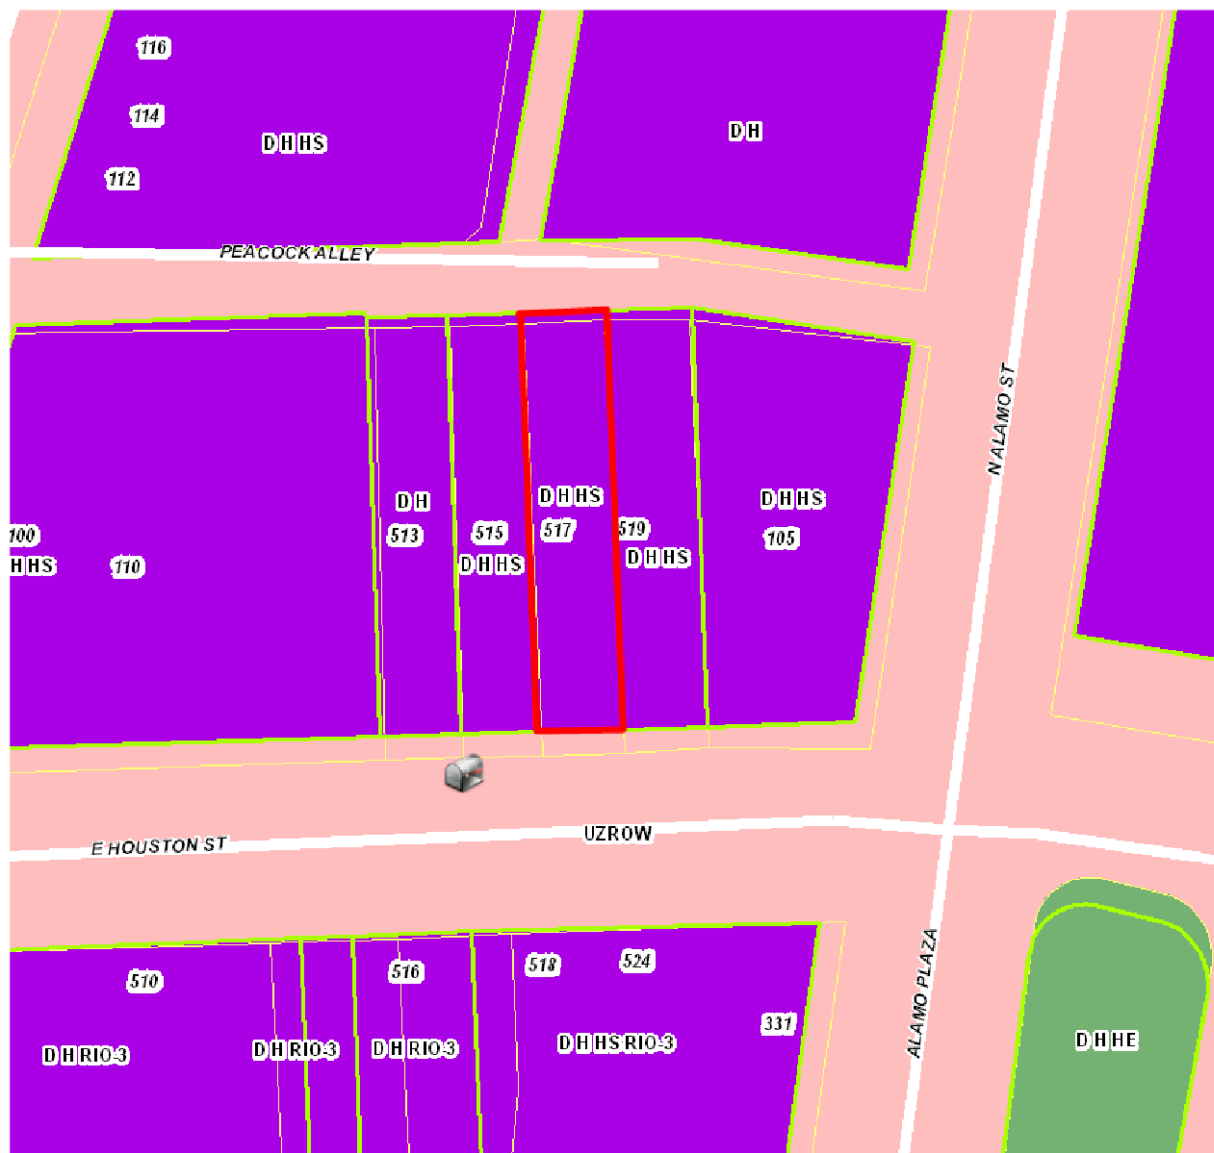 116
114
D H HS
D H
112
PEACOCK ALLEY
N ALAMO ST
D H
D H HS
D H HS
513
515
517
519
105
100
H HS
110
D H HS
D H HS
UZROW
E HOUSTON ST
510
516
518
524
331
ALAMO PLAZA
D H RIO-3
D H RIO-3
D H RIO-3
D H HS RIO-3
D H HE